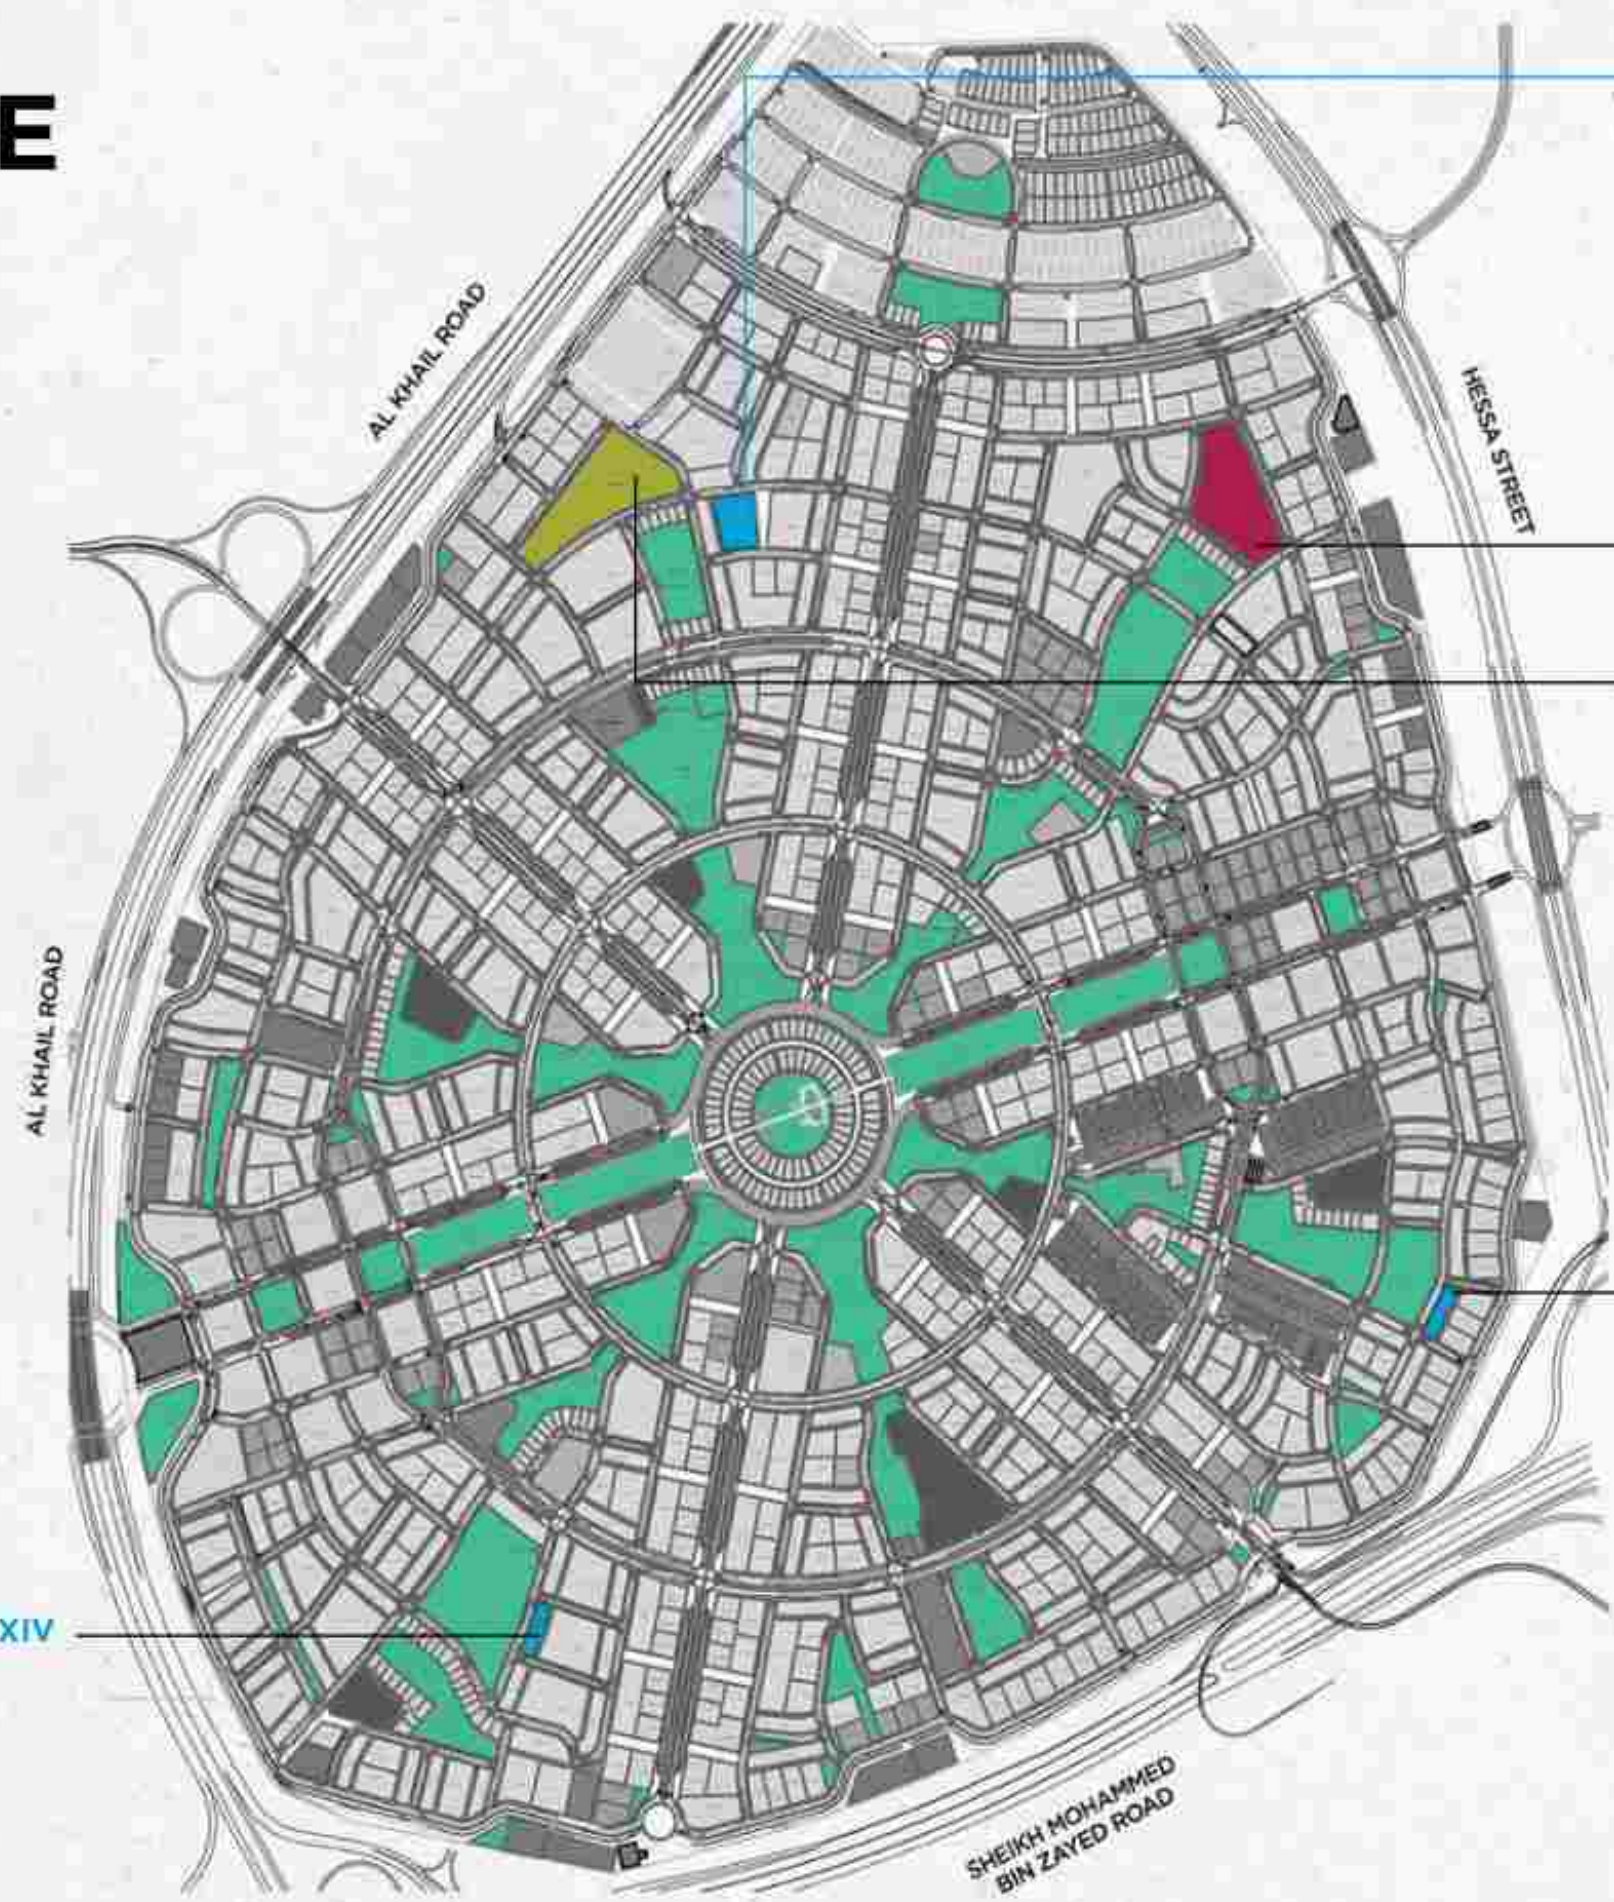 E
AL KHAIL ROAD
HESSA STREET
AL KHAIL ROAD
XIV
SHEIKH MOHAMMED
BIN ZAYED ROAD